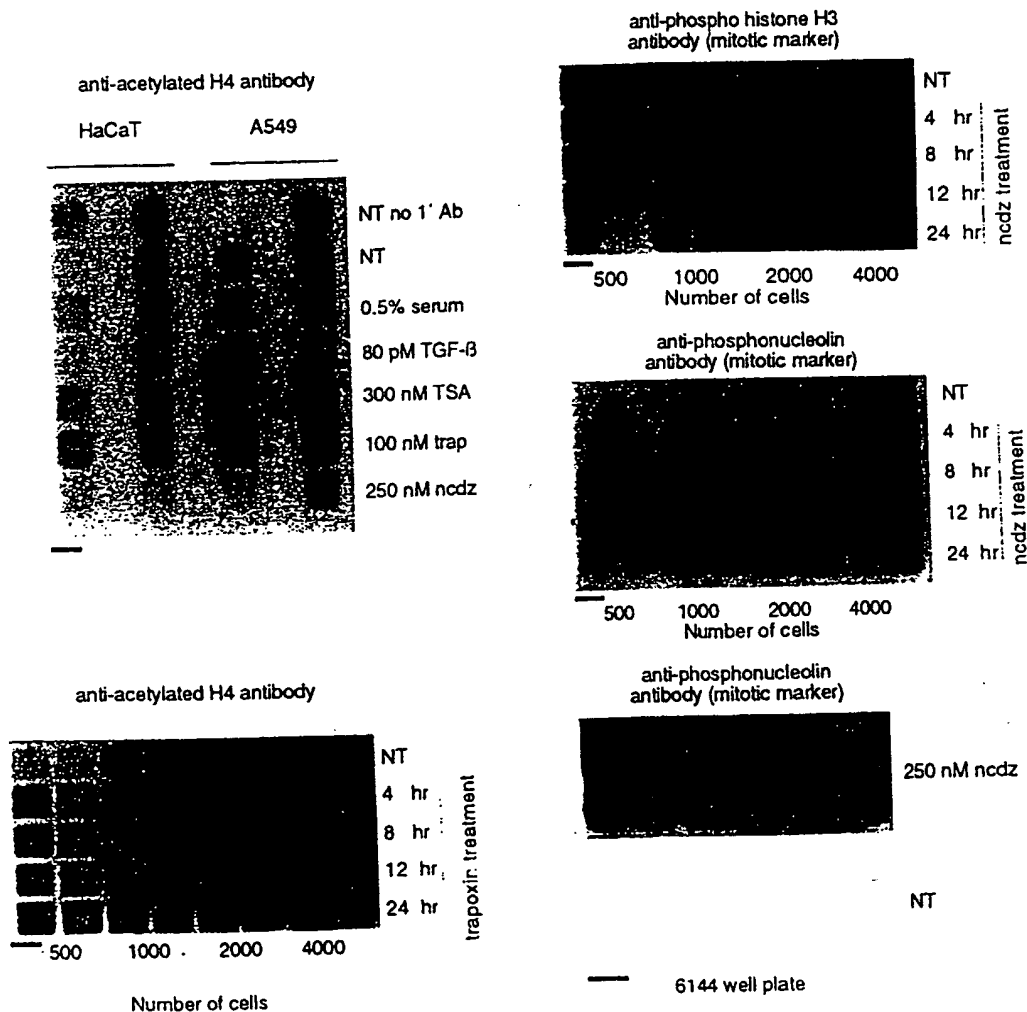 anti-acetylated H4 antibody
HaCaT
A549
NT no 1' Ab
NT
0.5% serum
80 pM TGF-ß
300 nM TSA
100 nM trap
250 nM ncdz
anti-acetylated H4 antibody
NT
4 hr
8 hr
12 hr
24 hr
trapoxin treatment
500 1000 2000 4000
Number of cells
anti-phospho histone H3
antibody (mitotic marker)
NT
4 hr
8 hr
12 hr
24 hr
ncdz treatment
500 1000 2000 4000
Number of cells
anti-phosphonucleolin
antibody (mitotic marker)
NT
4 hr
8 hr
12 hr
24 hr
ncdz treatment
500 1000 2000 4000
Number of cells
anti-phosphonucleolin
antibody (mitotic marker)
250 nM ncdz
NT
6144 well plate